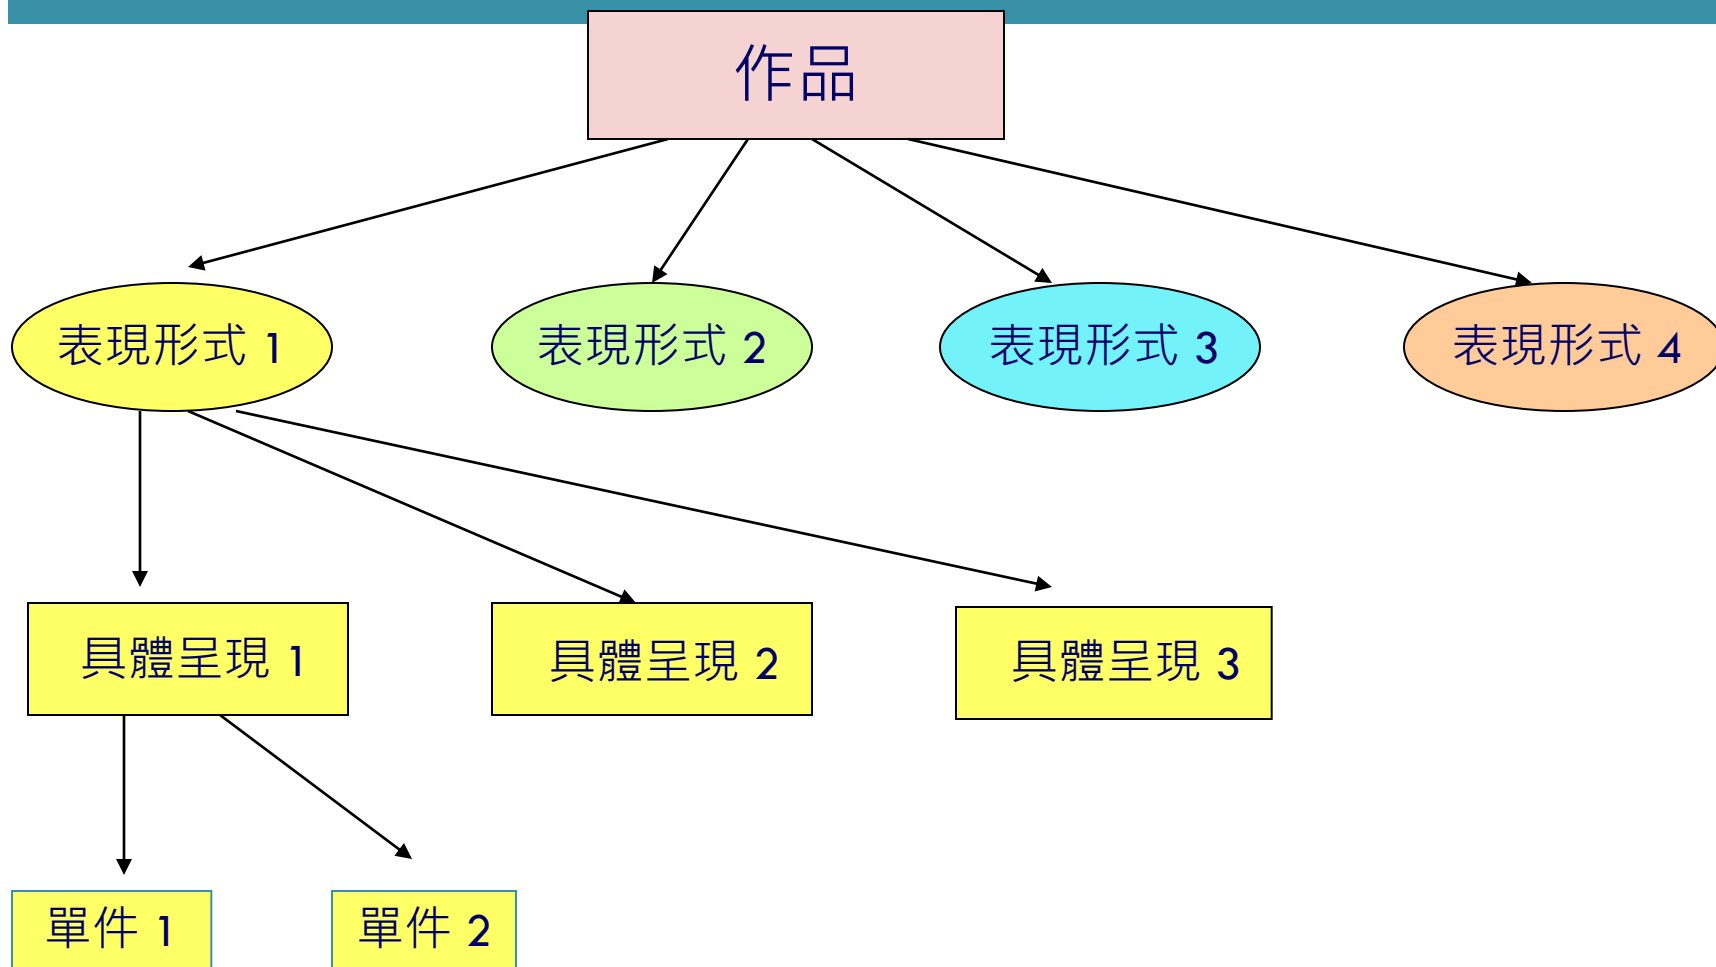 作品
表現形式 1
表現形式 2
表現形式 3
表現形式 4
具體呈現 1
具體呈現 2
具體呈現 3
單件 1
單件 2